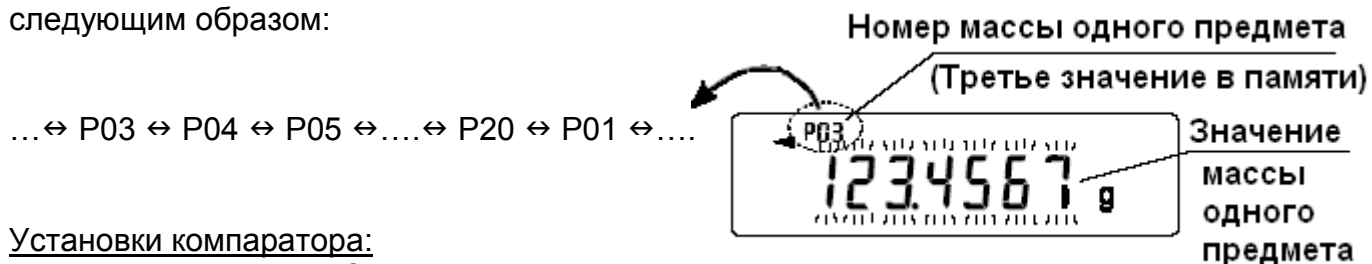 следующим образом:
…⇔ P03 ⇔ P04 ⇔ P05 ⇔….⇔ P20 ⇔ P01 ⇔….
Установки компаратора:
Номер массы одного предмета
(Третье значение в памяти)
P03
123.4567 g
Значение
массы
одного
предмета